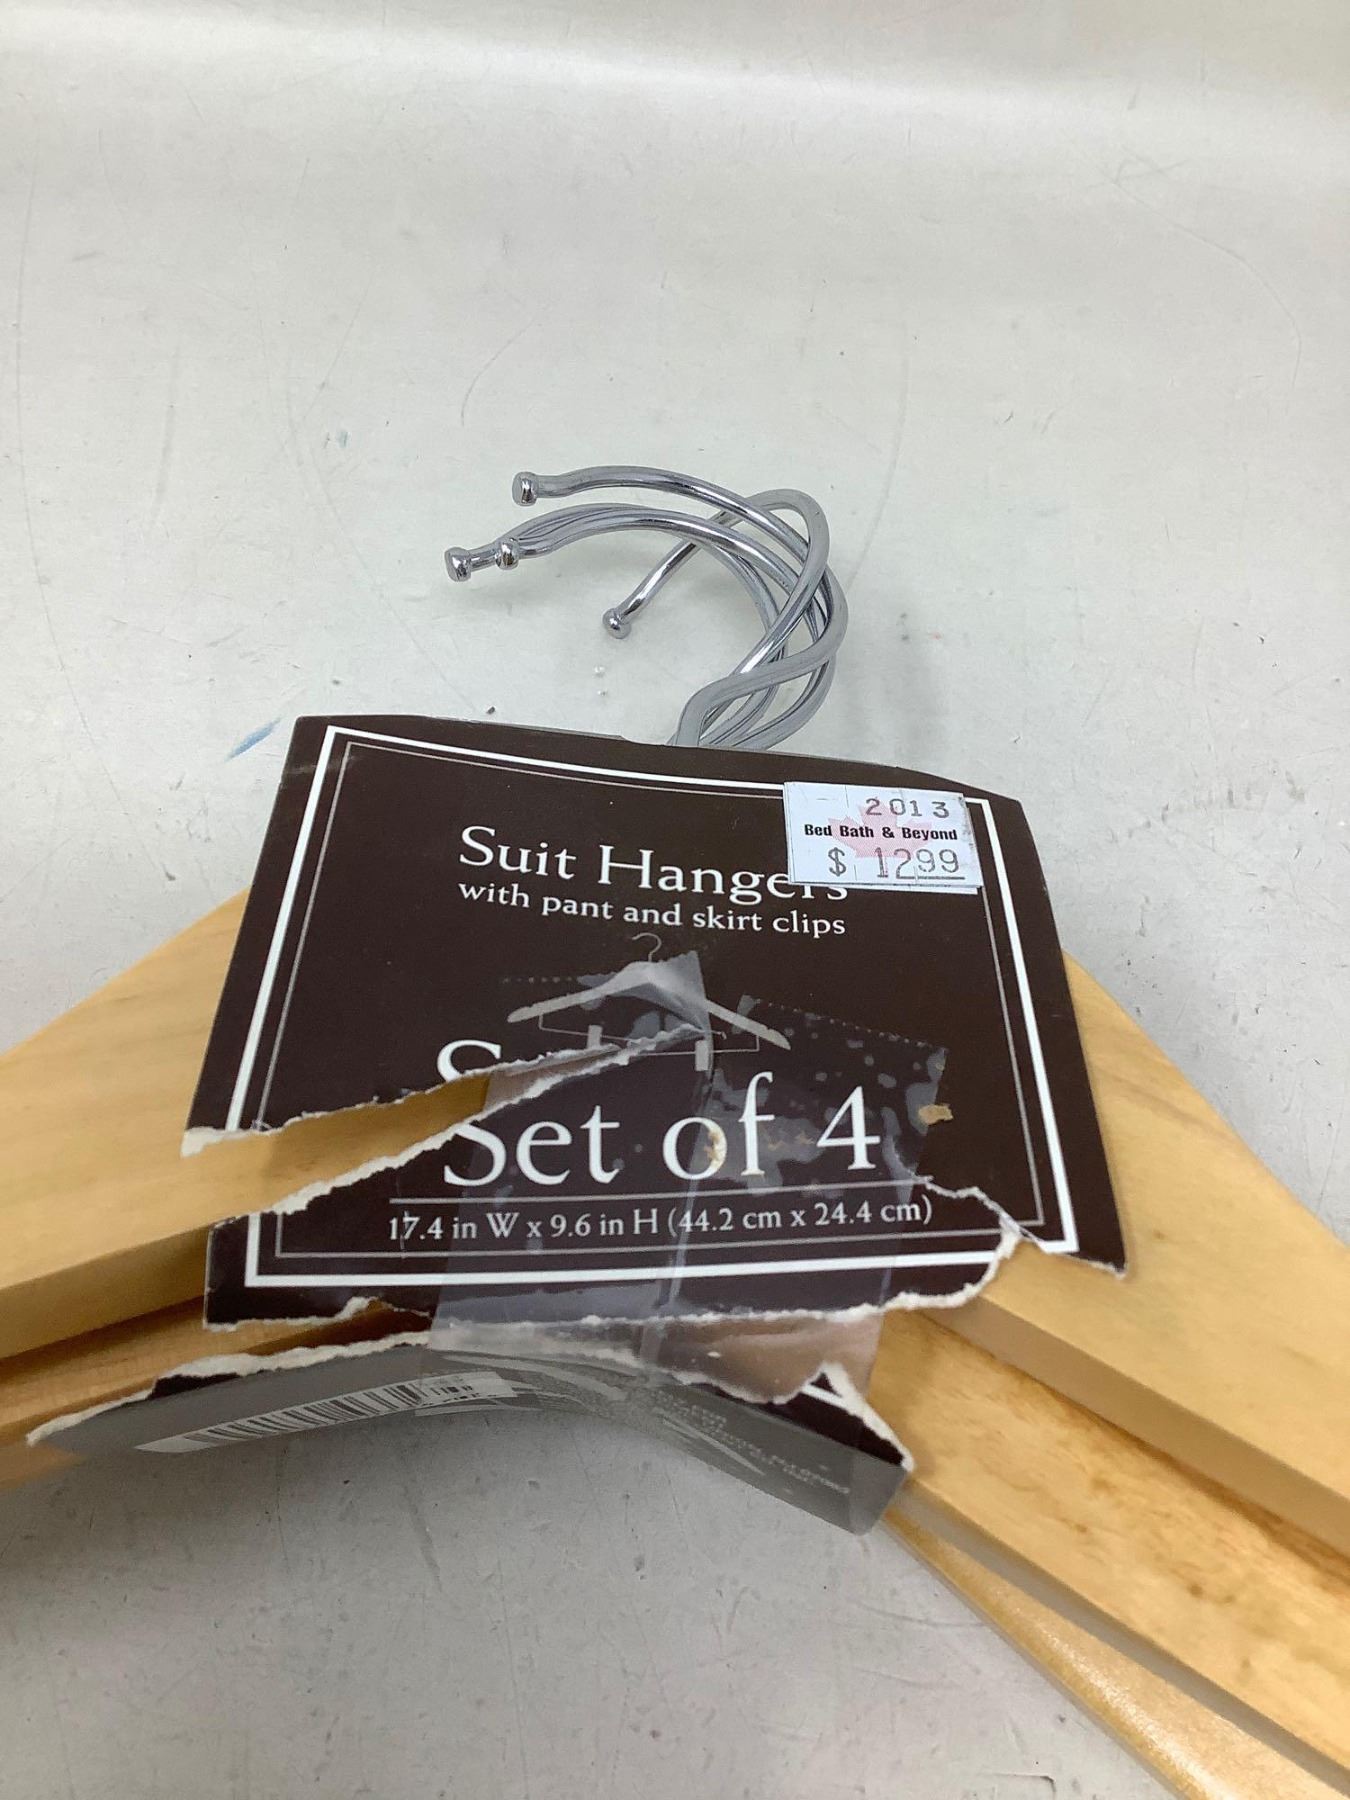 2013
Bed Bath & Beyond
$ 1299
Suit Hangers
with pant and skirt clips
Set of 4
17.4 in W x 9.6 in H (44.2 cm x 24.4 cm)